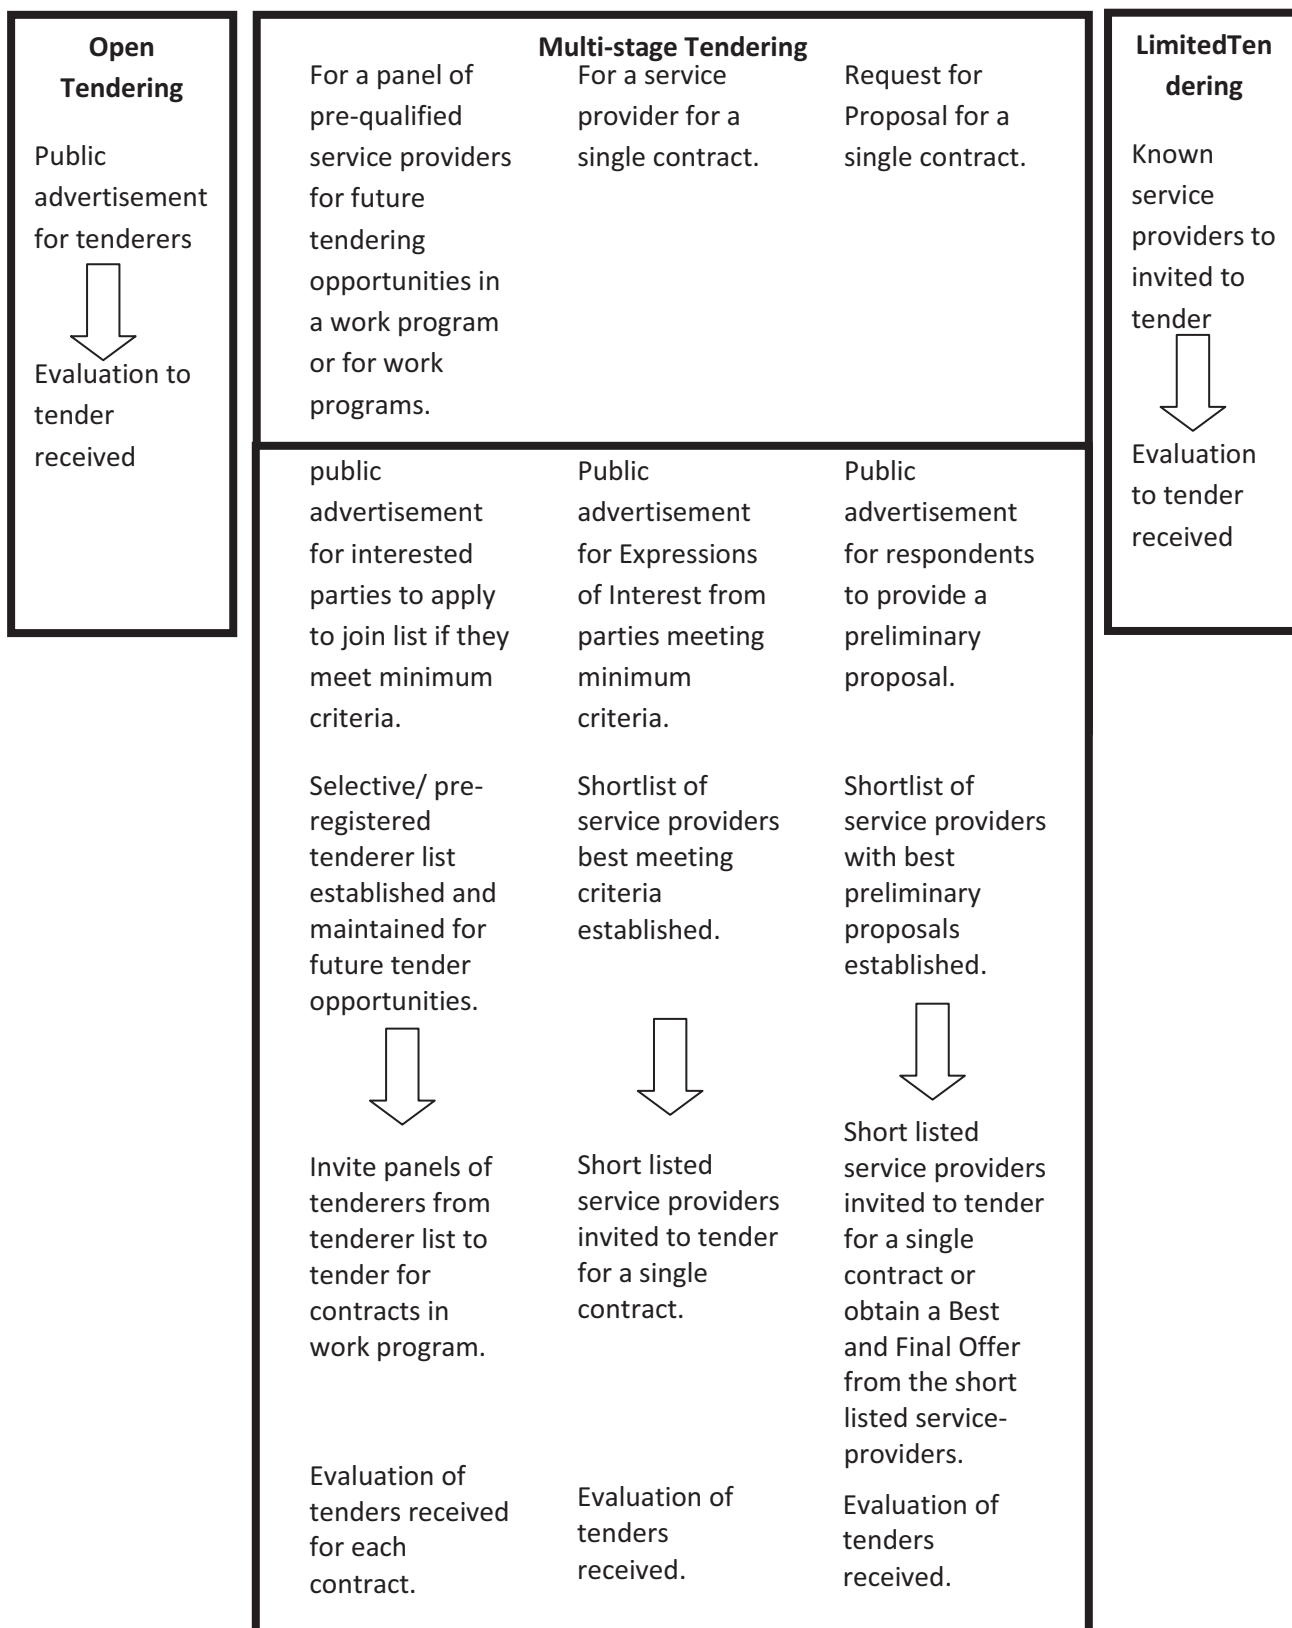 Open
Tendering
Public
advertisement
for tenderers
Evaluation to
tender
received
Multi-stage Tendering
For a panel of
pre-qualified
service providers
for future
tendering
opportunities in
a work program
or for work
programs.
For a service
provider for a
single contract.
Request for
Proposal for a
single contract.
public
advertisement
for interested
parties to apply
to join list if they
meet minimum
criteria.
Selective/ pre-
registered
tenderer list
established and
maintained for
future tender
opportunities.
Invite panels of
tenderers from
tenderer list to
tender for
contracts in
work program.
Evaluation of
tenders received
for each
contract.
Public
advertisement
for Expressions
of Interest from
parties meeting
minimum
criteria.
Shortlist of
service providers
best meeting
criteria
established.
Short listed
service providers
invited to tender
for a single
contract.
Evaluation of
tenders
received.
Public
advertisement
for respondents
to provide a
preliminary
proposal.
Shortlist of
service providers
with best
preliminary
proposals
established.
Short listed
service providers
invited to tender
for a single
contract or
obtain a Best
and Final Offer
from the short
listed service-
providers.
Evaluation of
tenders
received.
LimitedTen
dering
Known
service
providers to
invited to
tender
Evaluation
to tender
received